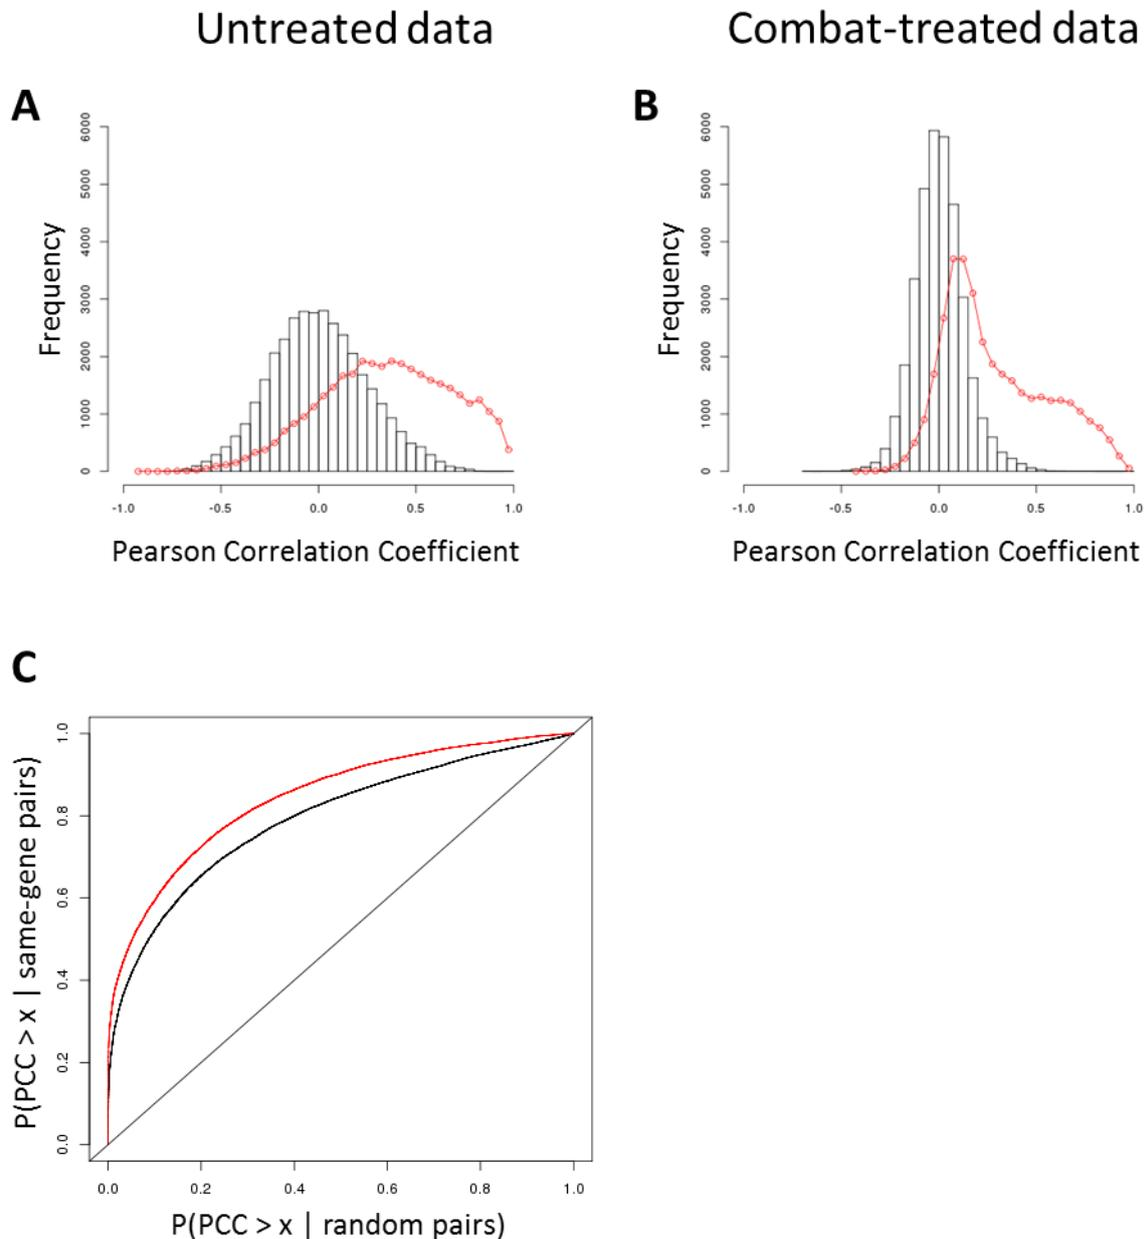 Untreated data
Combat-treated data
A
B
Frequency
6000
5000
4000
3000
2000
1000
0
-1.0 -0.5 0.0 0.5 1.0
Pearson Correlation Coefficient
Frequency
6000
5000
4000
3000
2000
1000
0
-1.0 -0.5 0.0 0.5 1.0
Pearson Correlation Coefficient
C
P(PCC > x | same-gene pairs)
1.0
0.8
0.6
0.4
0.2
0.0
0.0 0.2 0.4 0.6 0.8 1.0
P(PCC > x | random pairs)